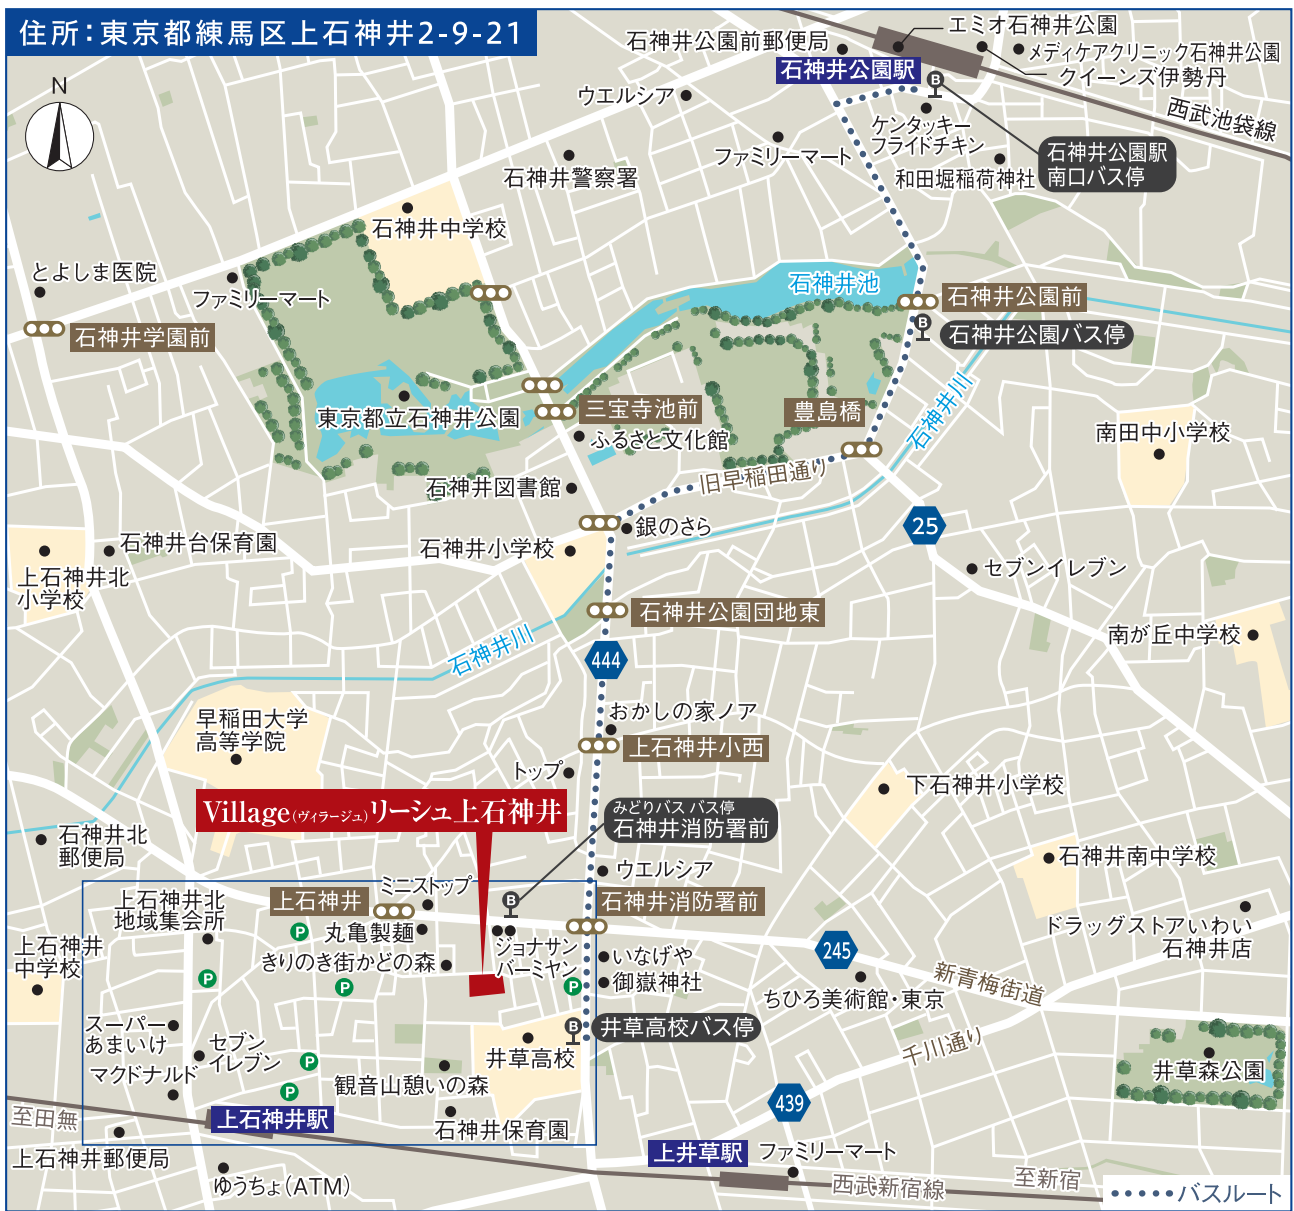 住所：東京都練馬区上石神井2-9-21
エミオ石神井公園
石神井公園前郵便局
メディケアクリニック石神井公園
石神井公園駅
クイーンズ伊勢丹
N
ウエルシア
B
西武池袋線
ケンタッキー
フライドチキン
ファミリーマート
石神井公園駅
南口バス停
石神井警察署
和田堀稲荷神社
石神井中学校
とよしま医院
ファミリーマート
石神井池
石神井公園前
石神井学園前
B
石神井公園バス停
石神井川
東京都立石神井公園
三宝寺池前
豊島橋
ふるさと文化館
南田中小学校
旧早稲田通り
石神井図書館
銀のさら
25
石神井台保育園
石神井小学校
上石神井北
小学校
セブンイレブン
石神井公園団地東
南が丘中学校
石神井川
444
早稲田大学
高等学院
おかしの家ノア
上石神井小西
トップ
下石神井小学校
Village（ヴィラージュ）リーシュ上石神井
みどりバス バス停
石神井消防署前
石神井北
郵便局
石神井南中学校
ウエルシア
ミニストップ
上石神井北
地域集会所
上石神井
B
石神井消防署前
ドラッグストアいわい
石神井店
P
丸亀製麺
ジョナサン
バーミヤン
いなげや
245
上石神井
中学校
きりのき街かどの森
御嶽神社
新青梅街道
P
P
P
ちひろ美術館・東京
スーパー
あまいけ
B
井草高校バス停
セブン
イレブン
井草高校
千川通り
P
マクドナルド
観音山憩いの森
井草森公園
P
439
至田無
上石神井駅
石神井保育園
上石神井郵便局
上井草駅
ファミリーマート
ゆうちょ（ATM）
西武新宿線
至新宿
バスルート